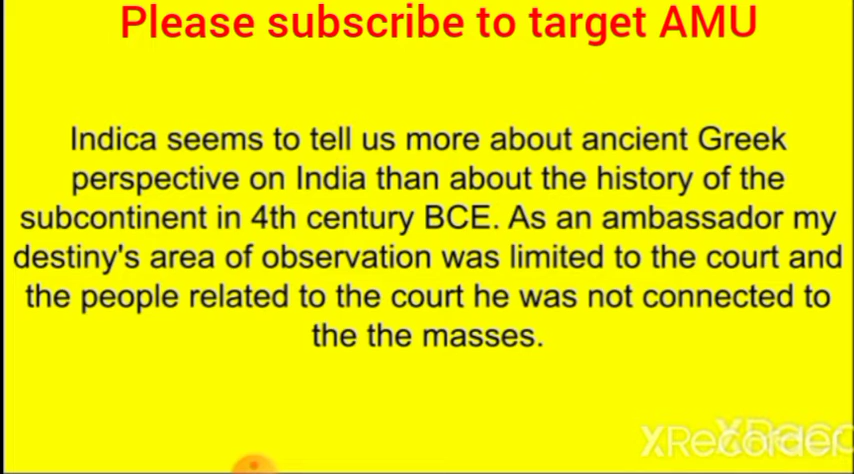 Please subscribe to target AMU
Indica seems to tell us more about ancient Greek
perspective on India than about the history of the
subcontinent in 4th century BCE. As an ambassador my
destiny's area of observation was limited to the court and
the people related to the court he was not connected to
the the masses.
XRecorder